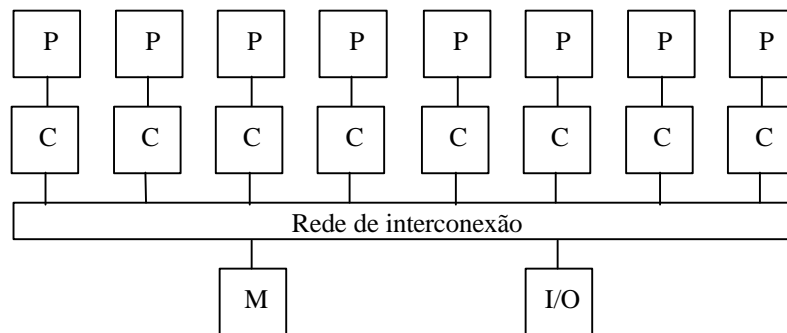 P P P P P P P P
C C C C C C C C
Rede de interconexão
M I/O